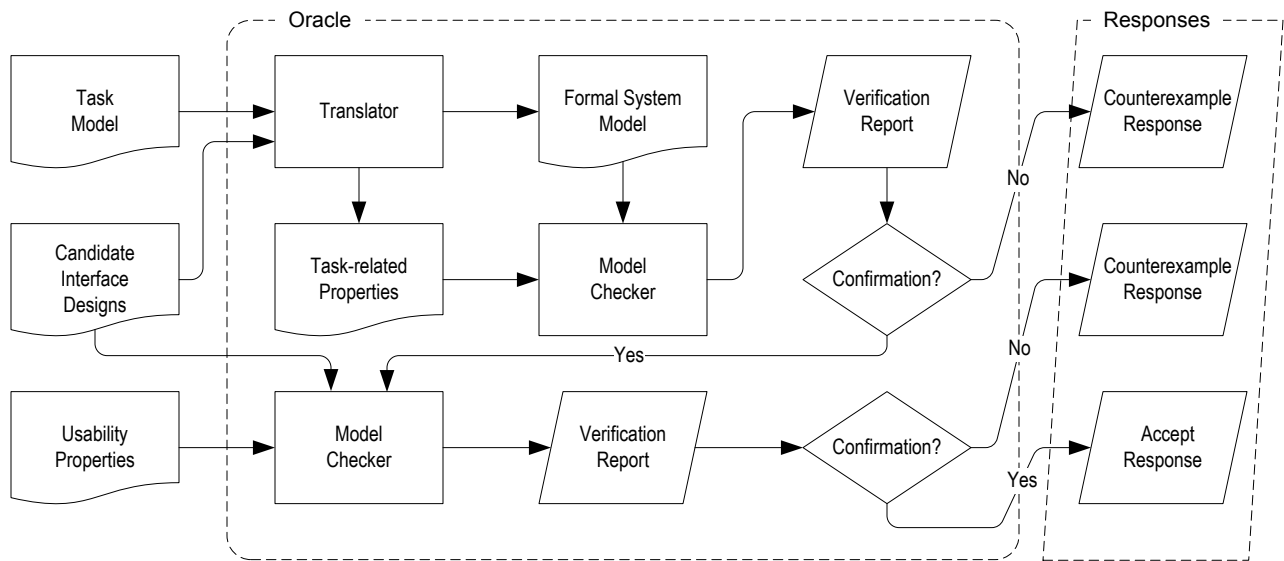 Oracle
Responses
Task
Model
Translator
Formal System
Model
Verification
Report
Counterexample
Response
No
Candidate
Interface
Designs
Task-related
Properties
Model
Checker
Confirmation?
Counterexample
Response
Yes
No
Usability
Properties
Model
Checker
Verification
Report
Confirmation?
Yes
Accept
Response